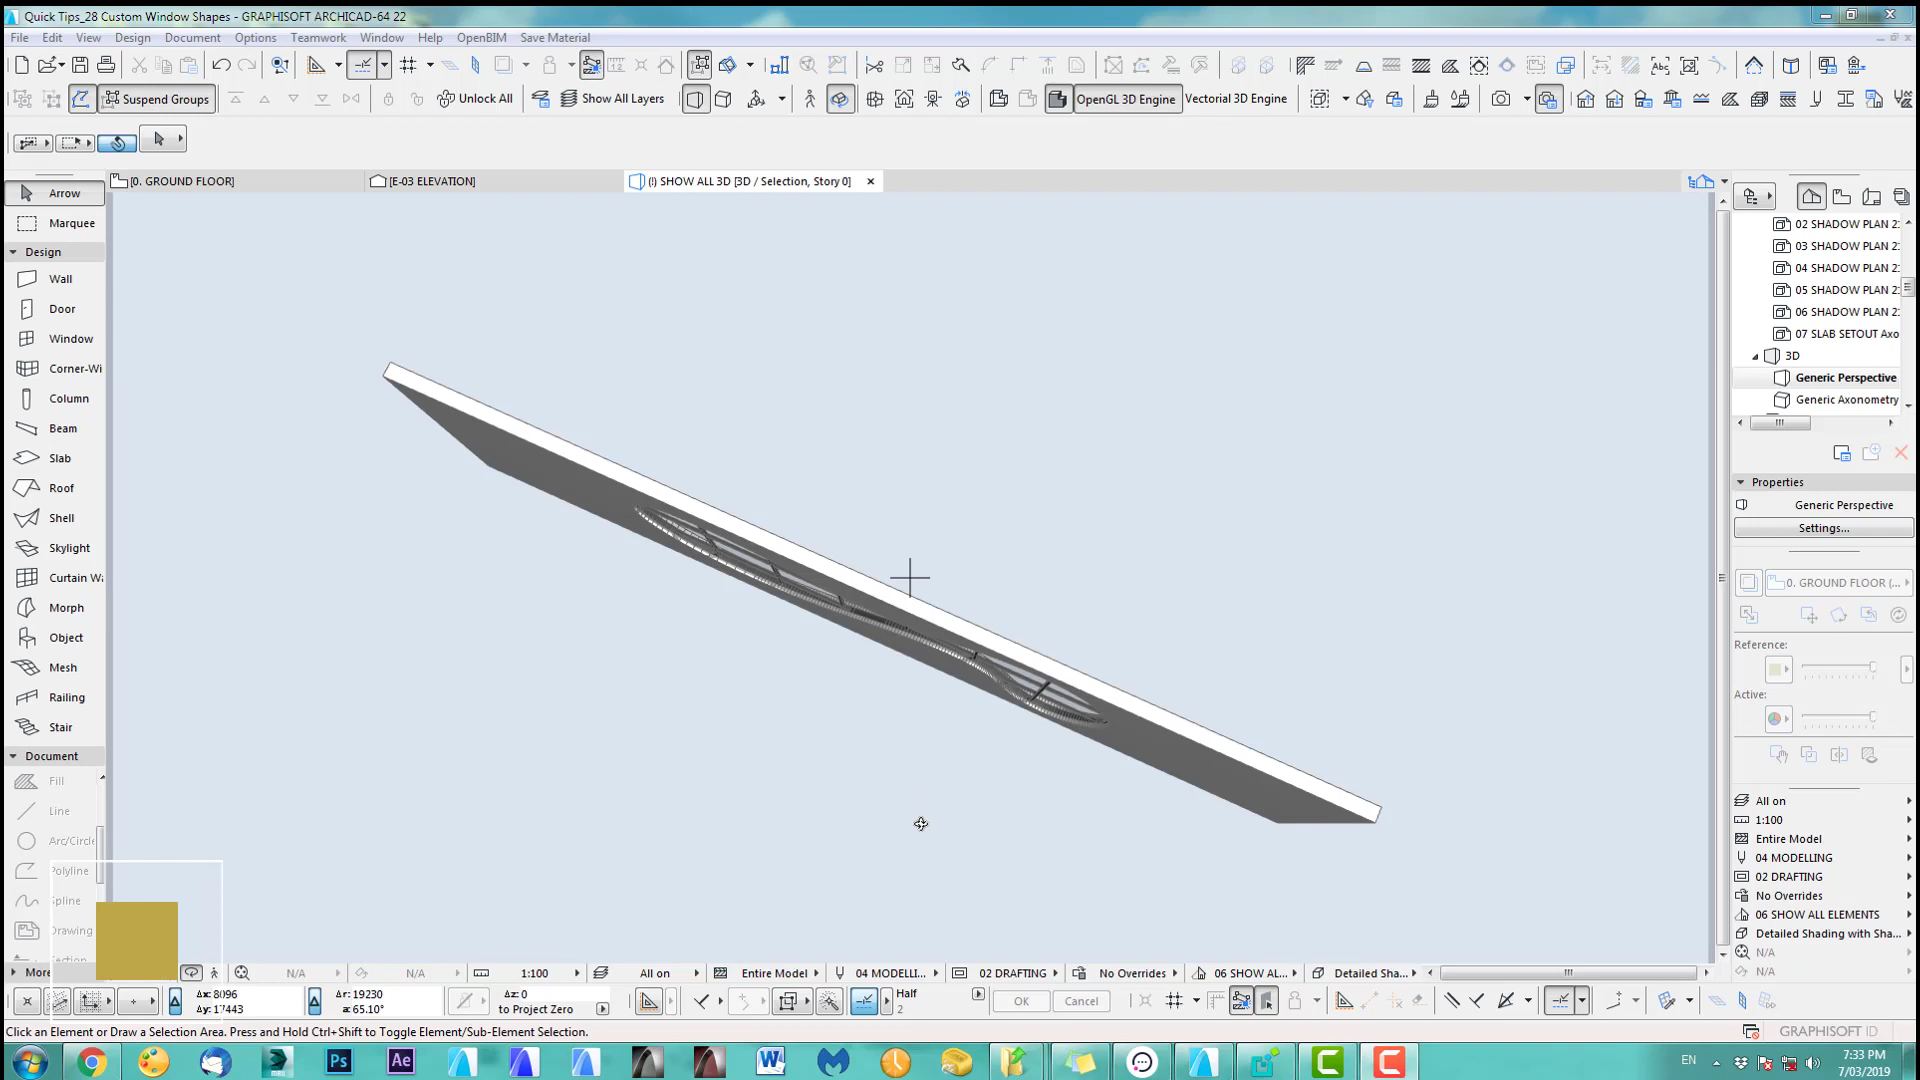 Quick Tips_28 Custom Window Shapes - GRAPHISOFT ARCHICAD-64 22
File Edit View Design Document Options Teamwork Window Help OpenBIM Save Material
Suspend Groups Unlock All Show All Layers OpenGL 3D Engine Vectorial 3D Engine
[0. GROUND FLOOR] [E-03 ELEVATION] (!) SHOW ALL 3D [3D / Selection, Story 0]
Arrow
Marquee
Design
Wall
Door
Window
Corner-Wi
Column
Beam
Slab
Roof
Shell
Skylight
Curtain Wa
Morph
Object
Mesh
Railing
Stair
Document
Fill
Line
Arc/Circle
Polyline
Spline
Drawing
More
02 SHADOW PLAN 2
03 SHADOW PLAN 2
04 SHADOW PLAN 2
05 SHADOW PLAN 2
06 SHADOW PLAN 2
07 SLAB SETOUT Axo
3D
Generic Perspective
Generic Axonometry
Properties
Generic Perspective
Settings...
0. GROUND FLOOR (...
Reference:
Active:
All on
1:100
Entire Model
04 MODELLING
02 DRAFTING
No Overrides
06 SHOW ALL ELEMENTS
Detailed Shading with Sha...
N/A
N/A
N/A N/A 1:100 All on Entire Model 04 MODELLI... 02 DRAFTING No Overrides 06 SHOW AL... Detailed Sha...
Δx: 8096 Δr: 19230 Δz: 0 Half OK Cancel
Δy: 17443 a: 65.10° to Project Zero 2
Click an Element or Draw a Selection Area. Press and Hold Ctrl+Shift to Toggle Element/Sub-Element Selection.
GRAPHISOFT ID
Ps Ae W C C
EN
7:33 PM
7/03/2019